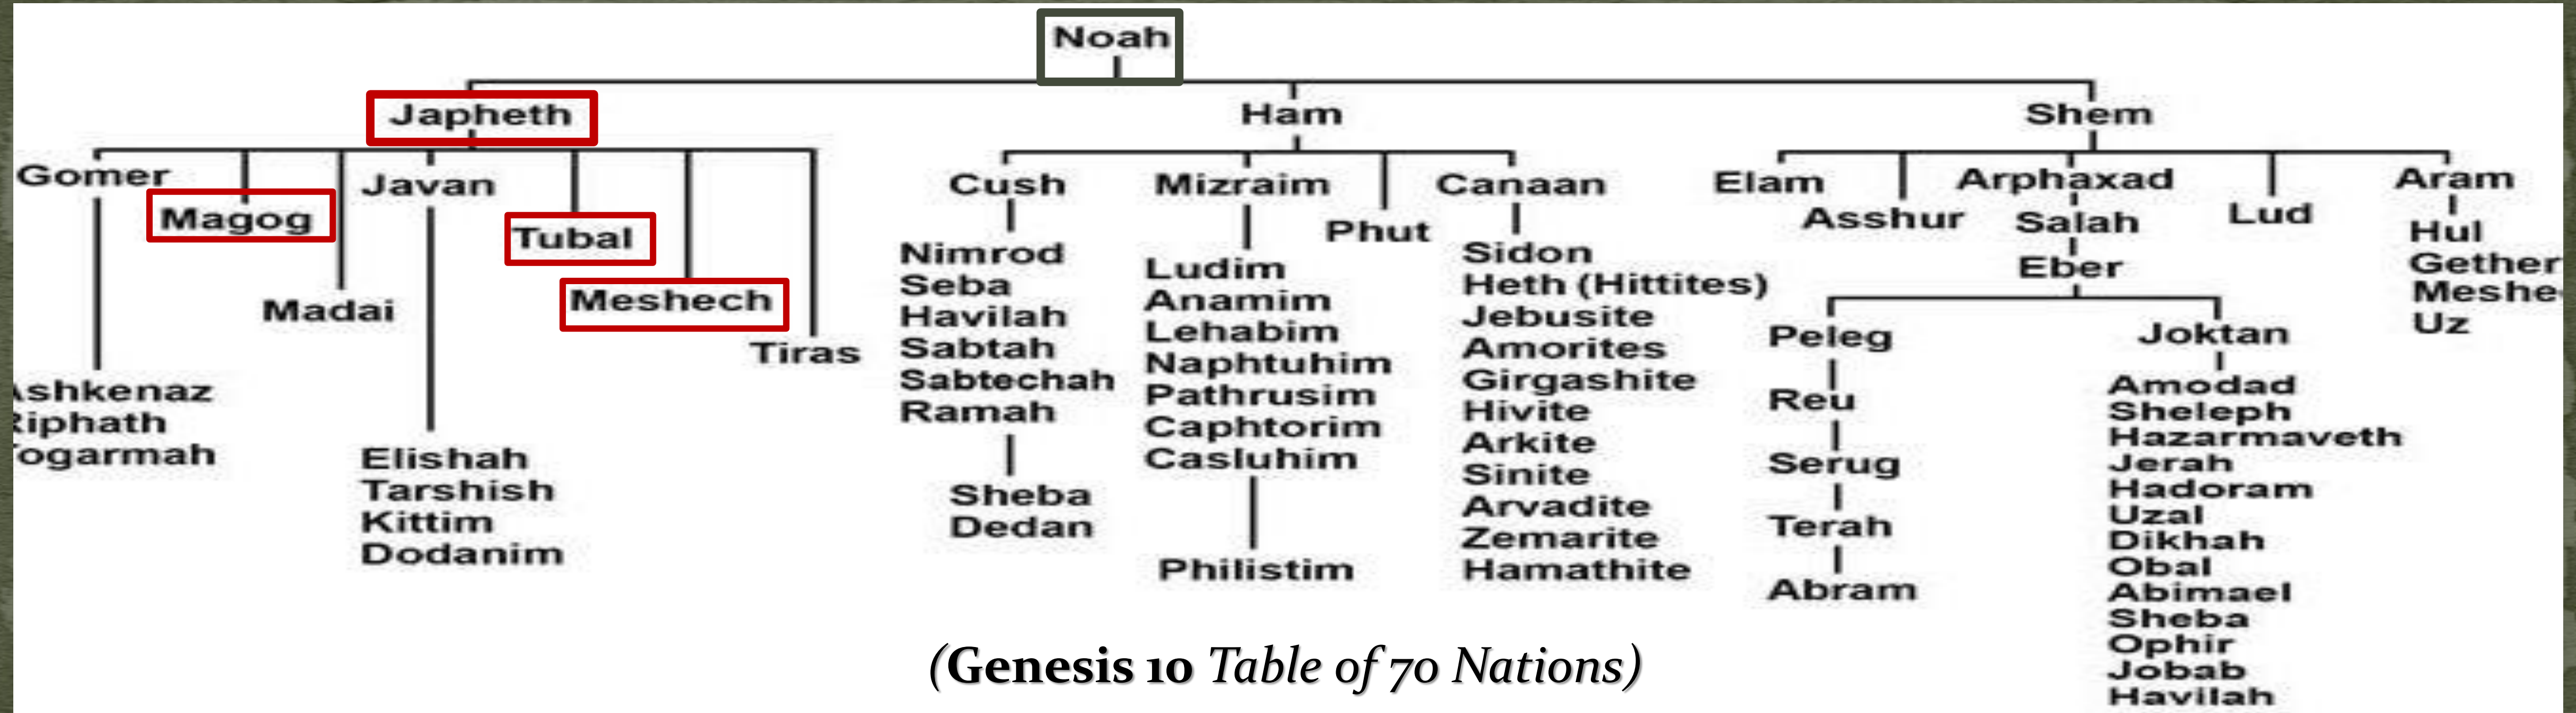 Noah
Japheth
Ham
Shem
Gomer
Magog
Madai
Javan
Tubal
Meshech
Tiras
Ashkenaz
Riphath
Togarmah
Elishah
Tarshish
Kittim
Dodanim
Cush
Mizraim
Phut
Canaan
Nimrod
Seba
Havilah
Sabtah
Sabtechah
Ramah
Sheba
Dedan
Ludim
Anamim
Lehabim
Naphtuhim
Pathrusim
Caphtorim
Casluhim
Philistim
Sidon
Heth (Hittites)
Jebusite
Amorites
Girgashite
Hivite
Arkite
Sinite
Arvadite
Zemarite
Hamathite
Elam
Asshur
Arphaxad
Salah
Eber
Lud
Aram
Hul
Gether
Meshe
Uz
Peleg
Reu
Serug
Terah
Abram
Joktan
Amodad
Sheleph
Hazarmaveth
Jerah
Hadoram
Uzal
Dikhah
Obal
Abimael
Sheba
Ophir
Jobab
Havilah
(Genesis 10 Table of 70 Nations)